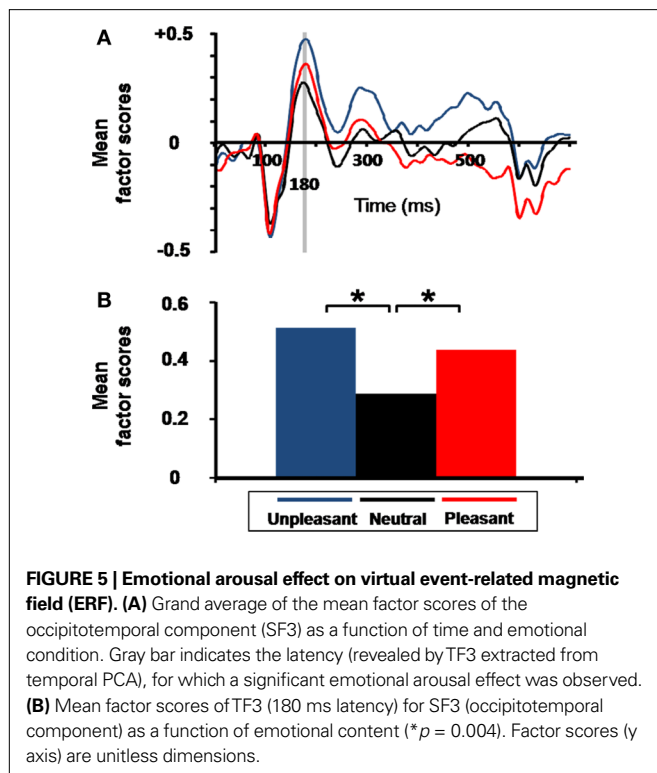 A
+0.5
Mean
factor scores
0
100
300
500
180
Time (ms)
-0.5
B
* *
0.6
Mean
factor scores
0.4
0.2
0
Unpleasant Neutral Pleasant
FIGURE 5 | Emotional arousal effect on virtual event-related magnetic
field (ERF). (A) Grand average of the mean factor scores of the
occipitotemporal component (SF3) as a function of time and emotional
condition. Gray bar indicates the latency (revealed by TF3 extracted from
temporal PCA), for which a significant emotional arousal effect was observed.
(B) Mean factor scores of TF3 (180 ms latency) for SF3 (occipitotemporal
component) as a function of emotional content (*p = 0.004). Factor scores (y
axis) are unitless dimensions.